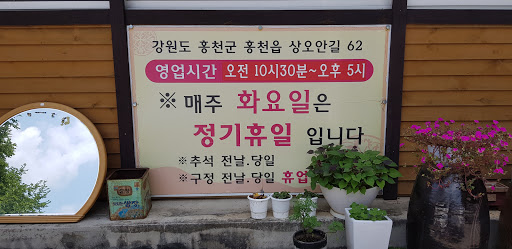 강원도 홍천군 홍천읍 상오안길 62
영업시간 오전 10시30분~오후 5시
※ 매주 화요일은
정기휴일 입니다
※추석 전날.당일
※구정 전날.당일 휴업